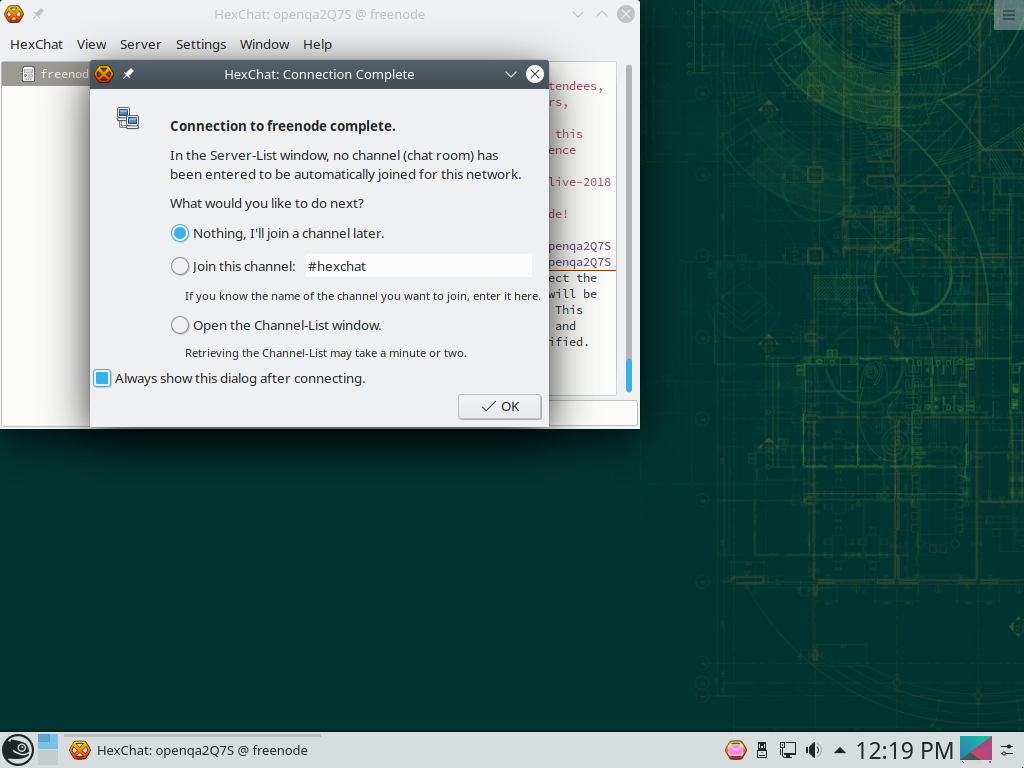 HexChat: openqa2Q7S @ freenode
HexChat View Server Settings Window Help
HexChat: Connection Complete
Connection to freenode complete.
In the Server-List window, no channel (chat room) has
been entered to be automatically joined for this network.
What would you like to do next?
Nothing, I'll join a channel later.
Join this channel: #hexchat
If you know the name of the channel you want to join, enter it here.
Open the Channel-List window.
Retrieving the Channel-List may take a minute or two.
Always show this dialog after connecting.
OK
freenod
tendees,
rs,
this
ence
live-2018
de!
penqa2Q7S
penqa2Q7S
ect the
will be
This
and
ified.
HexChat: openqa2Q7S @ freenode
12:19 PM